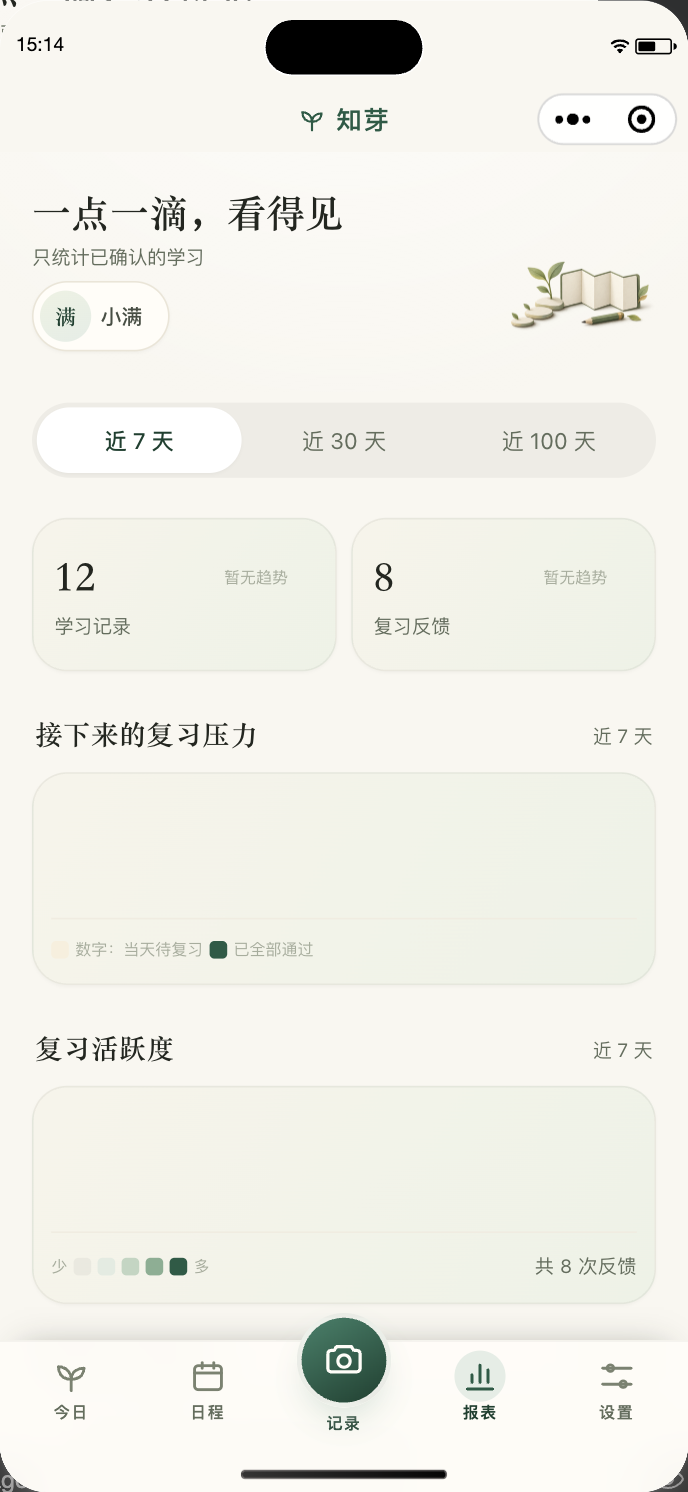 15:14
知芽
一点一滴，看得见
只统计已确认的学习
满 小满
近 7 天 近 30 天 近 100 天
12 暂无趋势
学习记录
8 暂无趋势
复习反馈
接下来的复习压力 近 7 天
数字：当天待复习 已全部通过
复习活跃度 近 7 天
少 多 共 8 次反馈
今日 日程 记录 报表 设置